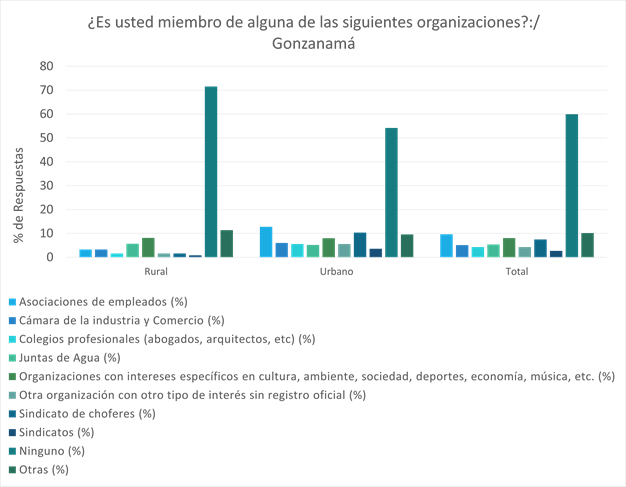 ¿Es usted miembro de alguna de las siguientes organizaciones?:/
Gonzanamá
80
70
60
50
40
30
20
10
0
% de Respuestas
Rural
Urbano
Total
Asociaciones de empleados (%)
Cámara de la industria y Comercio (%)
Colegios profesionales (abogados, arquitectos, etc) (%)
Juntas de Agua (%)
Organizaciones con intereses específicos en cultura, ambiente, sociedad, deportes, economía, música, etc. (%)
Otra organización con otro tipo de interés sin registro oficial (%)
Sindicato de choferes (%)
Sindicatos (%)
Ninguno (%)
Otras (%)